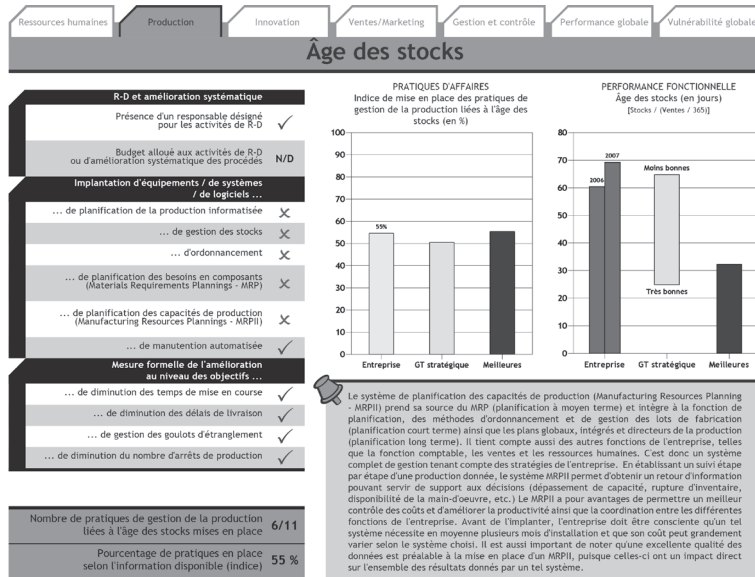 Ressources humaines
Production
Innovation
Ventes/Marketing
Gestion et contrôle
Performance globale
Vulnérabilité globale
Âge des stocks
R-D et amélioration systématique
Présence d'un responsable désigné
pour les activités de R-D
Budget alloué aux activités de R-D
ou d'amélioration systématique des procédés
N/D
Implantation d'équipements / de systèmes
/ de logiciels ...
... de planification de la production informatisée
... de gestion des stocks
... d'ordonnancement
... de planification des besoins en composants
(Materials Requirements Plannings - MRP)
... de planification des capacités de production
(Manufacturing Resources Plannings - MRPII)
... de manutention automatisée
Mesure formelle de l'amélioration
au niveau des objectifs ...
... de diminution des temps de mise en course
... de diminution des délais de livraison
... de gestion des goulots d'étranglement
... de diminution du nombre d'arrêts de production
Nombre de pratiques de gestion de la production
liées à l'âge des stocks mises en place
6/11
Pourcentage de pratiques en place
selon l'information disponible (indice)
55 %
PRATIQUES D'AFFAIRES
Indice de mise en place des pratiques de
gestion de la production liées à l'âge des
stocks (en %)
100
90
80
70
60
50
40
30
20
10
0
55%
Entreprise
GT stratégique
Meilleures
PERFORMANCE FONCTIONNELLE
Âge des stocks (en jours)
[Stocks / (Ventes / 365)]
80
70
60
50
40
30
20
10
0
2006
2007
Moins bonnes
Très bonnes
Entreprise
GT stratégique
Meilleures
Le système de planification des capacités de production (Manufacturing Resources Planning
- MRPII) prend sa source du MRP (planification à moyen terme) et intègre à la fonction de
planification, des méthodes d'ordonnancement et de gestion des lots de fabrication
(planification court terme) ainsi que les plans globaux, intégrés et directeurs de la production
(planification long terme). Il tient compte aussi des autres fonctions de l'entreprise, telles
que la fonction comptable, les ventes et les ressources humaines. C'est donc un système
complet de gestion tenant compte des stratégies de l'entreprise. En établissant un suivi étape
par étape d'une production donnée, le système MRPII permet d'obtenir un retour d'information
pouvant servir de support aux décisions (dépassement de capacité, rupture d'inventaire,
disponibilité de la main-d'oeuvre, etc.) Le MRPII a pour avantages de permettre un meilleur
contrôle des coûts et d'améliorer la productivité ainsi que la coordination entre les différentes
fonctions de l'entreprise. Avant de l'implanter, l'entreprise doit être consciente qu'un tel
système nécessite en moyenne plusieurs mois d'installation et que son coût peut grandement
varier selon le système choisi. Il est aussi important de noter qu'une excellente qualité des
données est préalable à la mise en place d'un MRPII, puisque celles-ci ont un impact direct
sur l'ensemble des résultats donnés par un tel système.